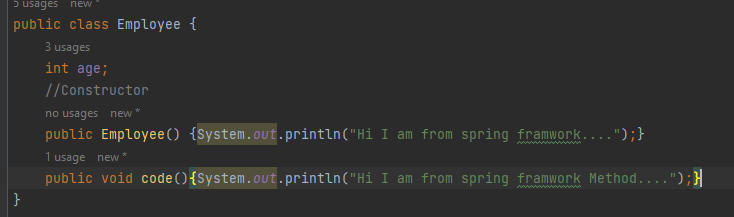 5 usages new *
public class Employee {
3 usages
int age;
//Constructor
no usages new *
public Employee() {System.out.println("Hi I am from spring framwork....");}
1 usage new *
public void code(){System.out.println("Hi I am from spring framwork Method....");}
}